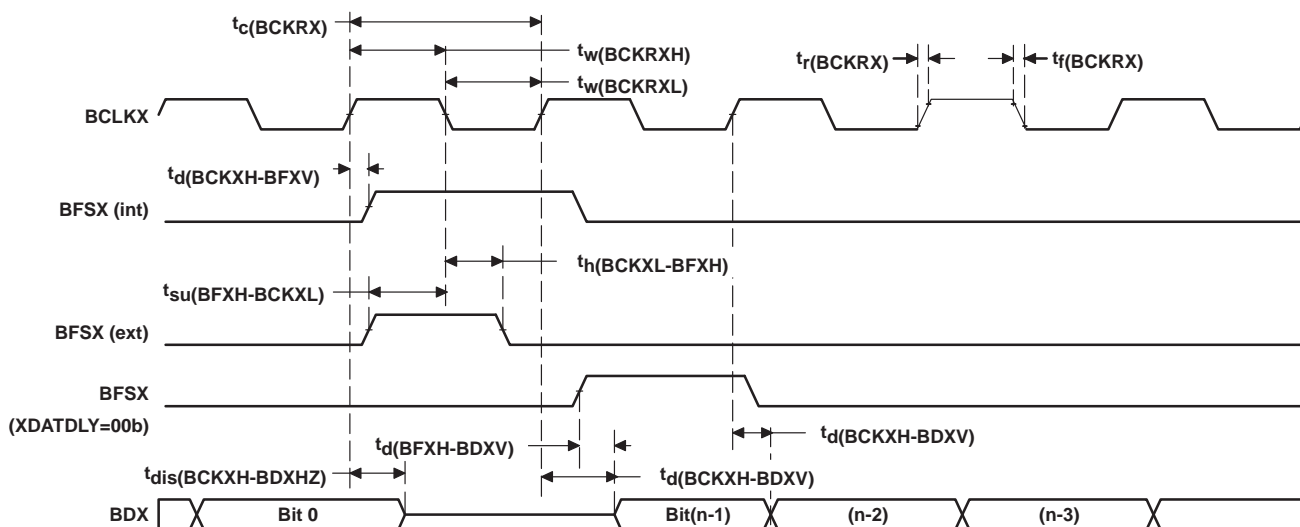 tc(BCKRX)
tw(BCKRXH)
tr(BCKRX)
tf(BCKRX)
tw(BCKRXL)
BCLKX
td(BCKXH-BFXV)
BFSX (int)
th(BCKXL-BFXH)
tsu(BFXH-BCKXL)
BFSX (ext)
BFSX
(XDATDLY=00b)
td(BFXH-BDXV)
td(BCKXH-BDXV)
tdis(BCKXH-BDXHZ)
td(BCKXH-BDXV)
BDX Bit 0 Bit(n-1) (n-2) (n-3)